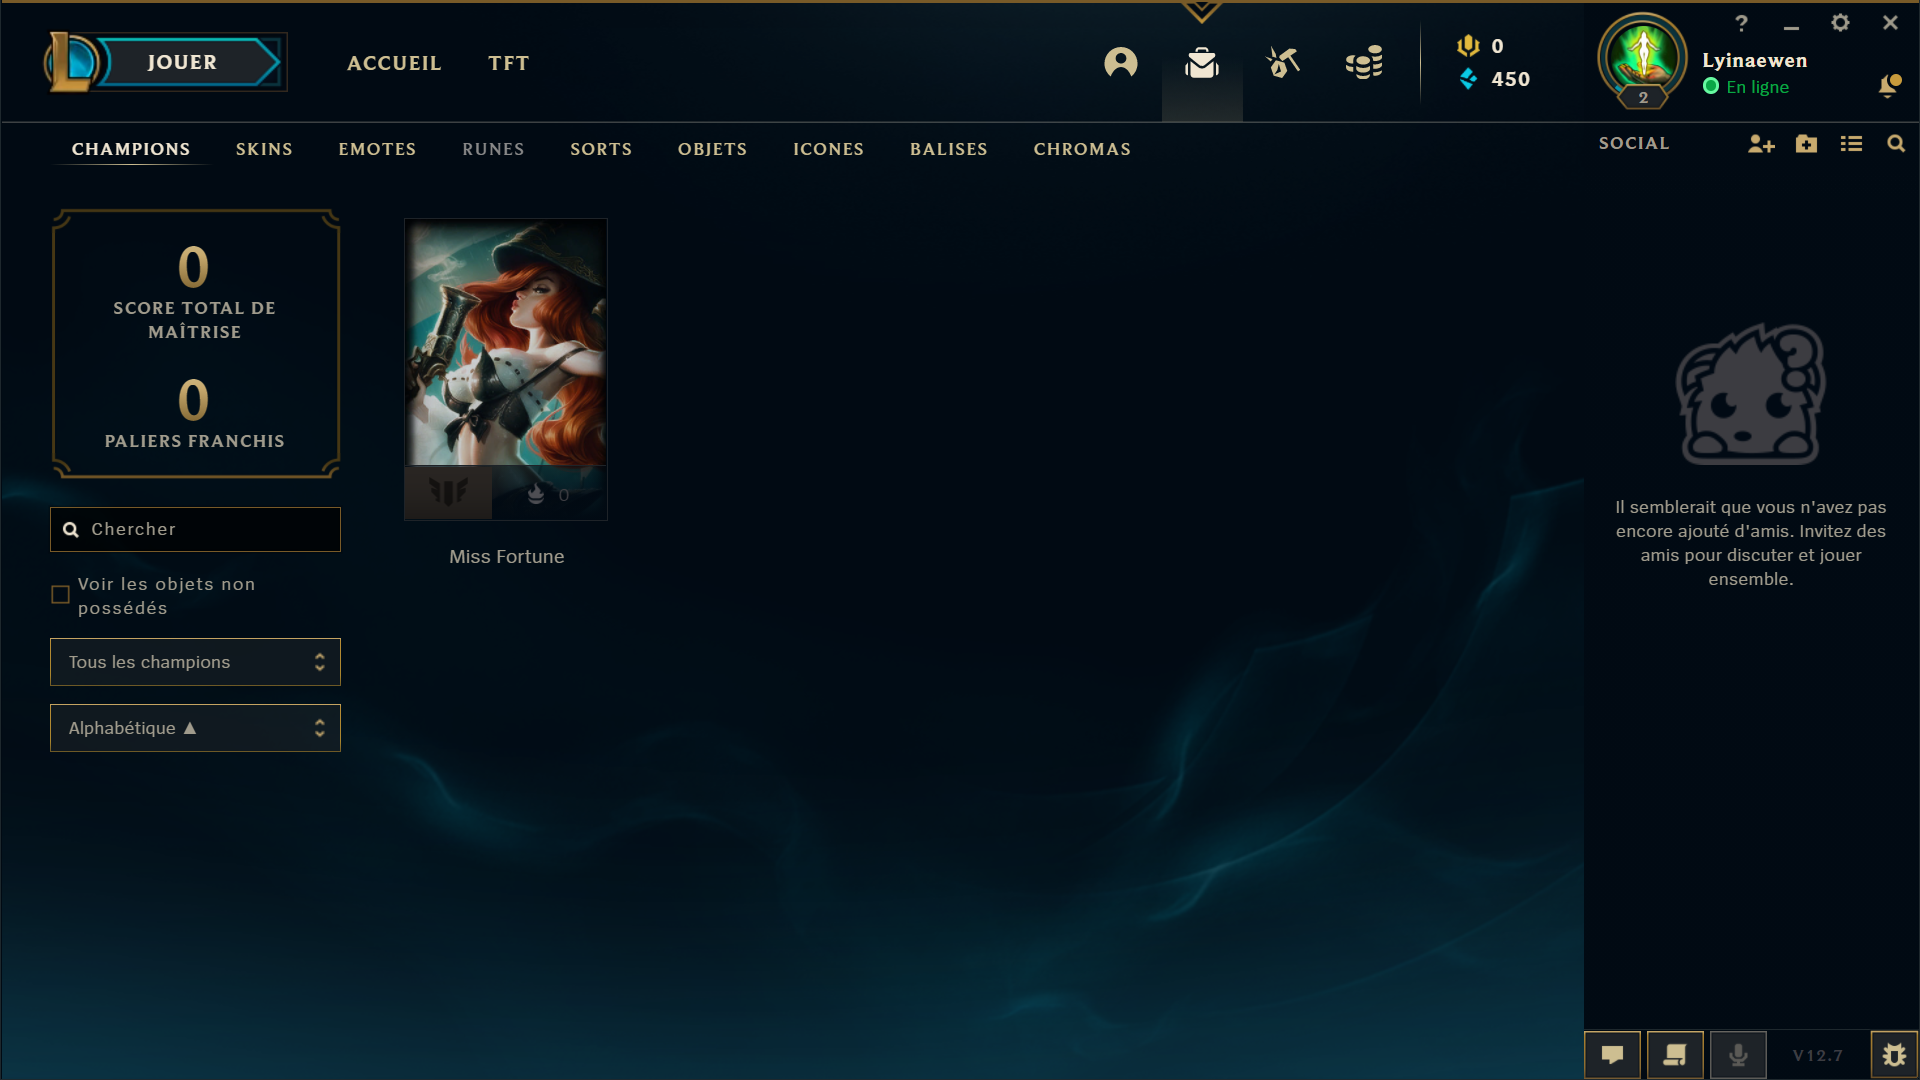 JOUER
ACCUEIL
TFT
0
450
?
Lyinaewen
En ligne
2
CHAMPIONS
SKINS
EMOTES
RUNES
SORTS
OBJETS
ICONES
BALISES
CHROMAS
SOCIAL
0
SCORE TOTAL DE
MAÎTRISE
0
PALIERS FRANCHIS
Chercher
Voir les objets non
possédés
Tous les champions
Alphabétique ▲
0
Miss Fortune
Il semblerait que vous n'avez pas
encore ajouté d'amis. Invitez des
amis pour discuter et jouer
ensemble.
V12.7